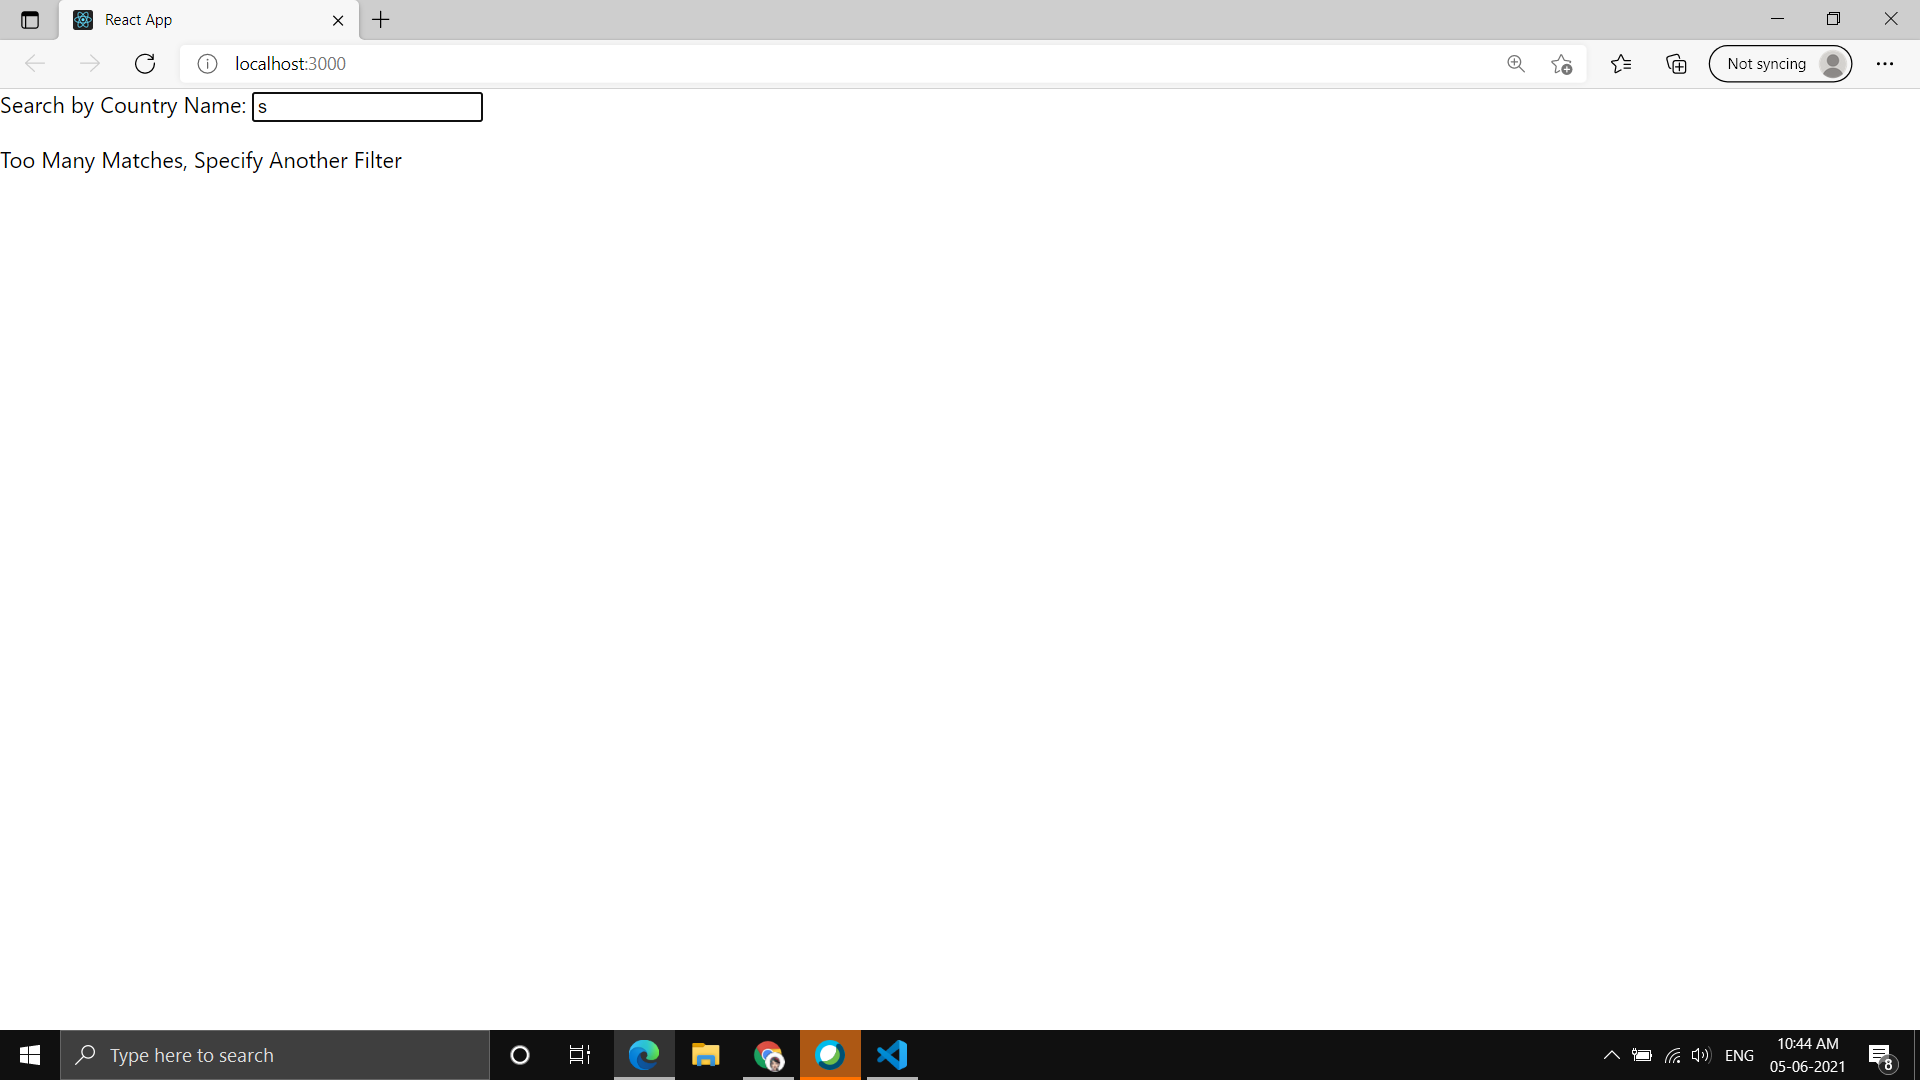 React App
localhost:3000
Not syncing
Search by Country Name: s
Too Many Matches, Specify Another Filter
Type here to search
ENG
10:44 AM
05-06-2021
8